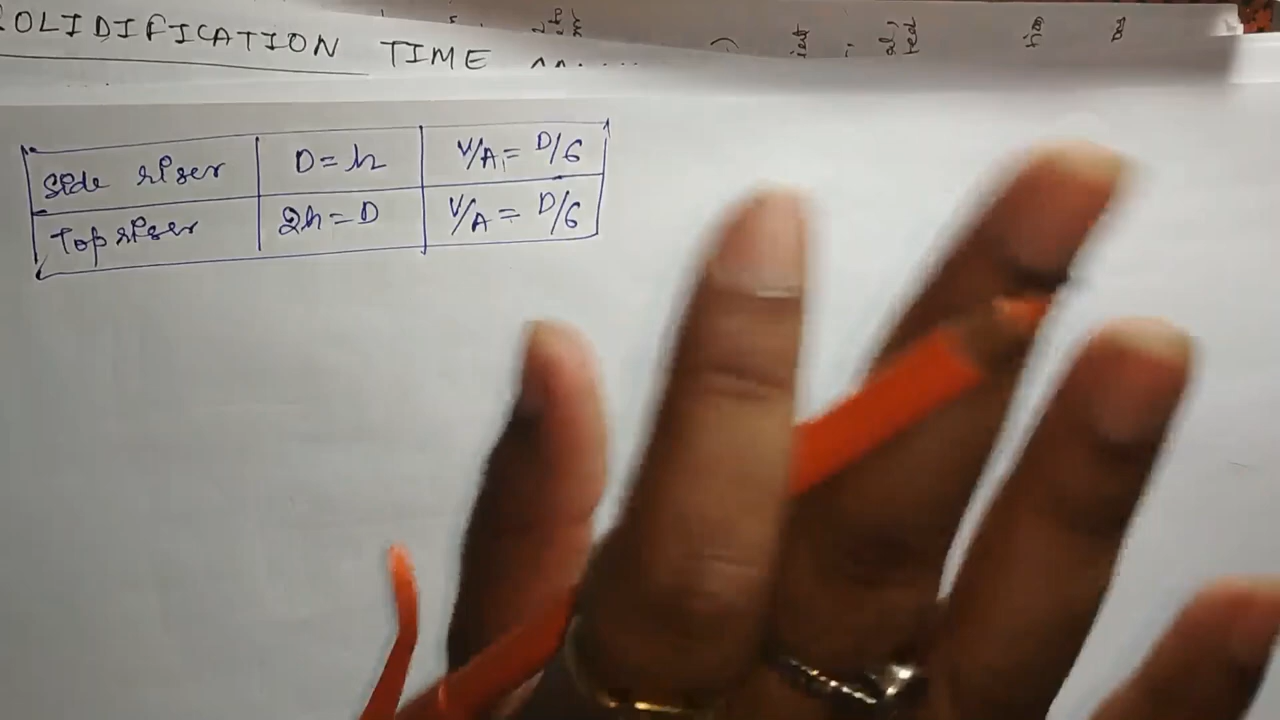 OLIDIFICATION TIME
Side riser D=h V/A = D/6
Top riser 2h=D V/A = D/6